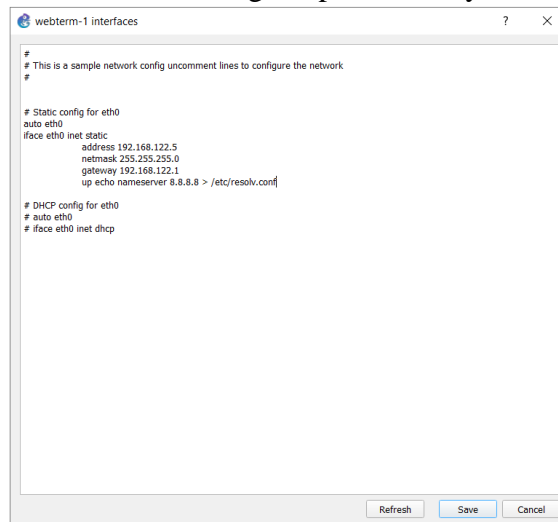 webterm-1 interfaces
#
# This is a sample network config uncomment lines to configure the network
#
# Static config for eth0
auto eth0
iface eth0 inet static
address 192.168.122.5
netmask 255.255.255.0
gateway 192.168.122.1
up echo nameserver 8.8.8.8 > /etc/resolv.conf
# DHCP config for eth0
# auto eth0
# iface eth0 inet dhcp
Refresh Save Cancel